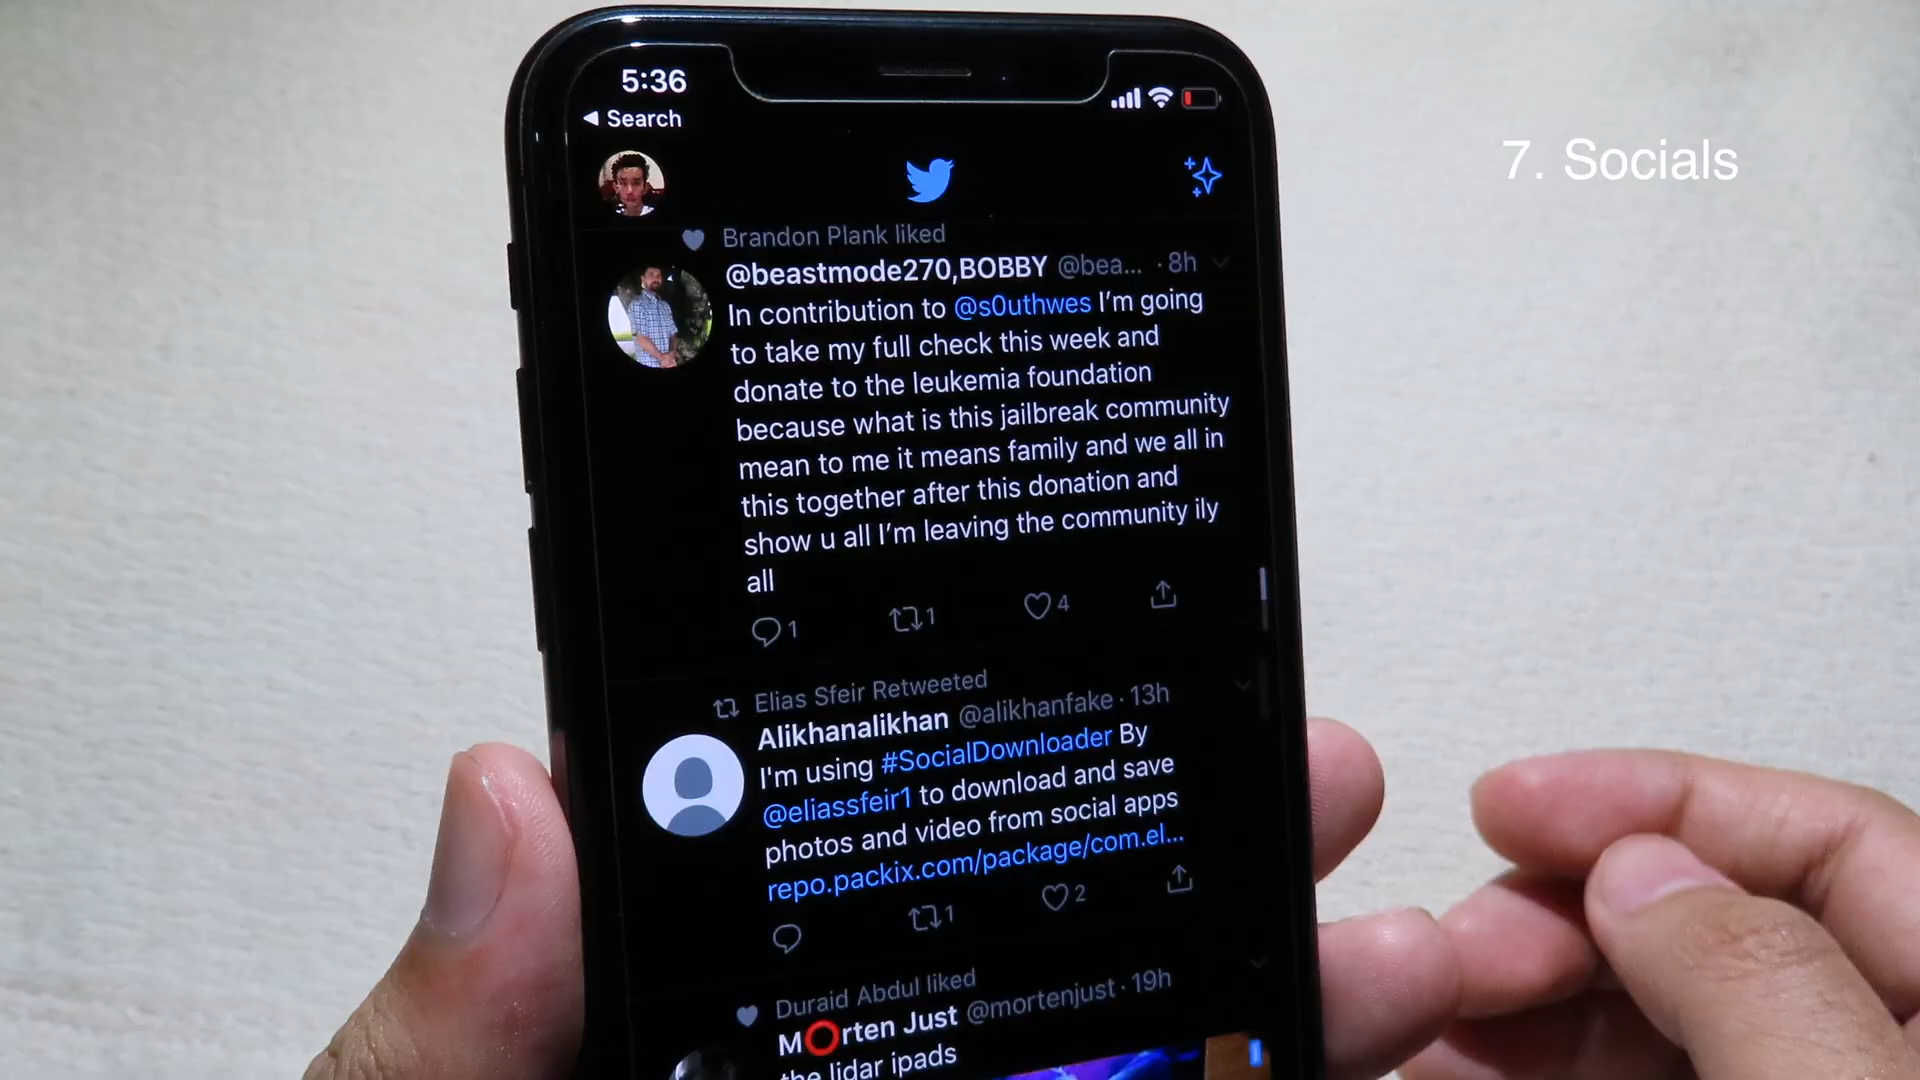 5:36
Search
7. Socials
Brandon Plank liked
@beastmode270,BOBBY @bea... · 8h
In contribution to @s0uthwes I’m going
to take my full check this week and
donate to the leukemia foundation
because what is this jailbreak community
mean to me it means family and we all in
this together after this donation and
show u all I’m leaving the community ily
all
1 1 4
Elias Sfeir Retweeted
Alikhanalikhan @alikhanfake · 13h
I'm using #SocialDownloader By
@eliassfeir1 to download and save
photos and video from social apps
repo.packix.com/package/com.el...
1 2
Duraid Abdul liked
M⭕rten Just @mortenjust · 19h
the lidar ipads